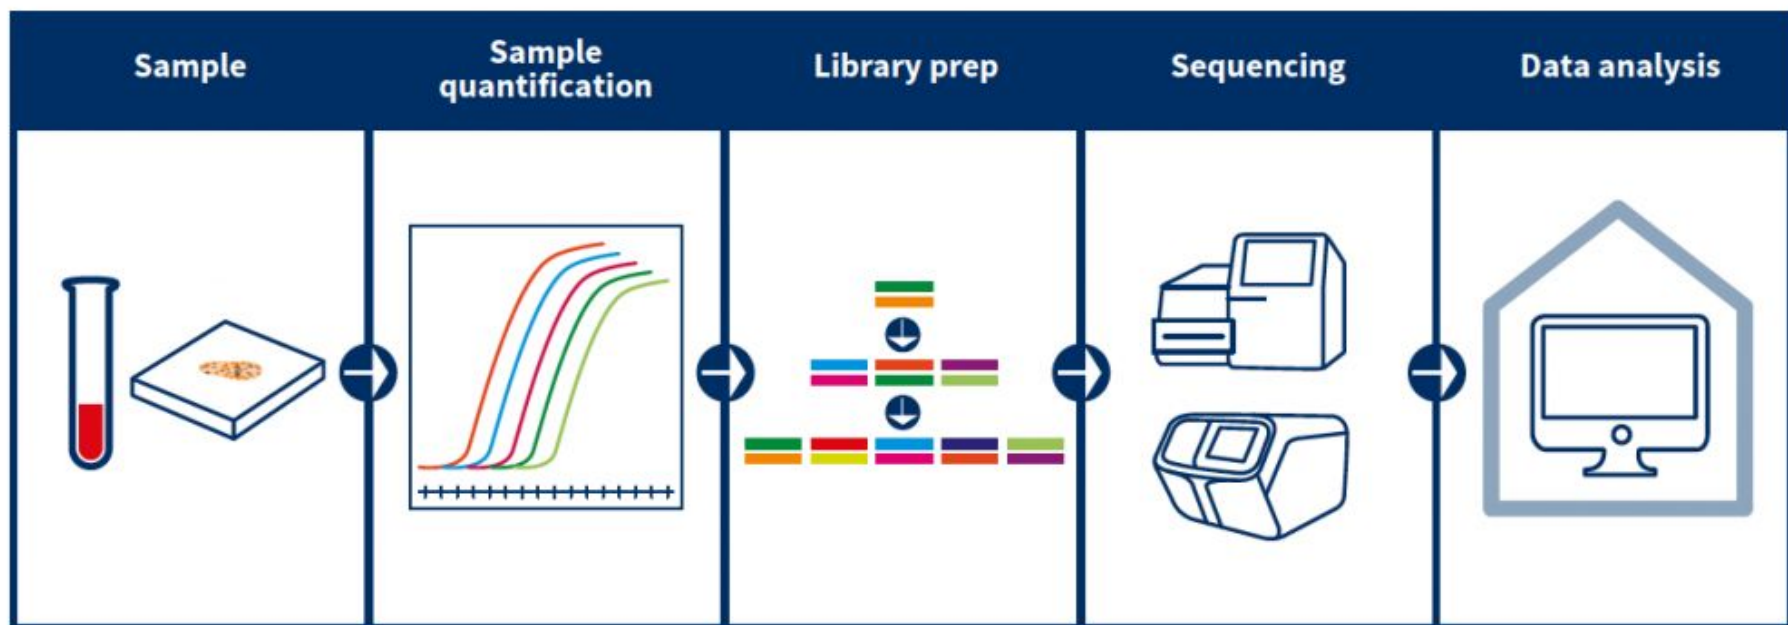 Sample
Sample
quantification
Library prep
Sequencing
Data analysis